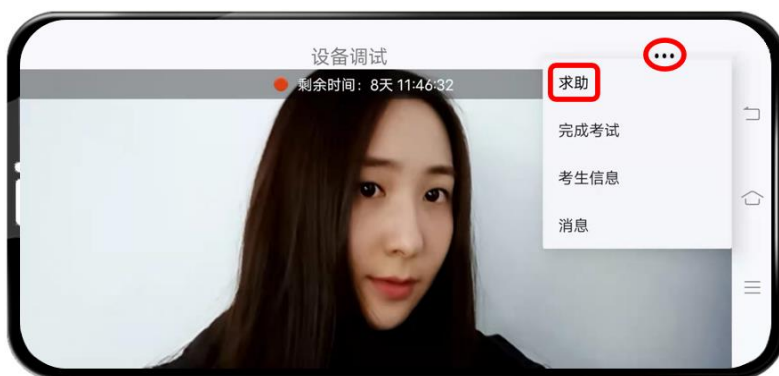 设备调试
剩余时间：8天 11:46:32
求助
完成考试
考生信息
消息